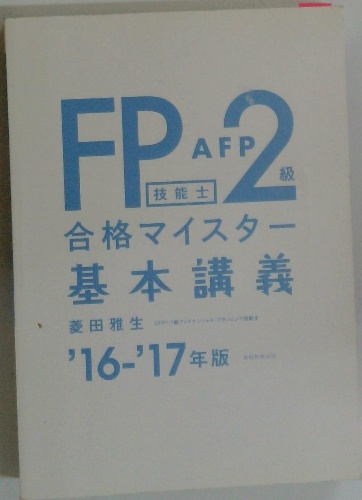 FP AFP 2級
技能士
合格マイスター
基本講義
菱田雅生
'16-'17年版